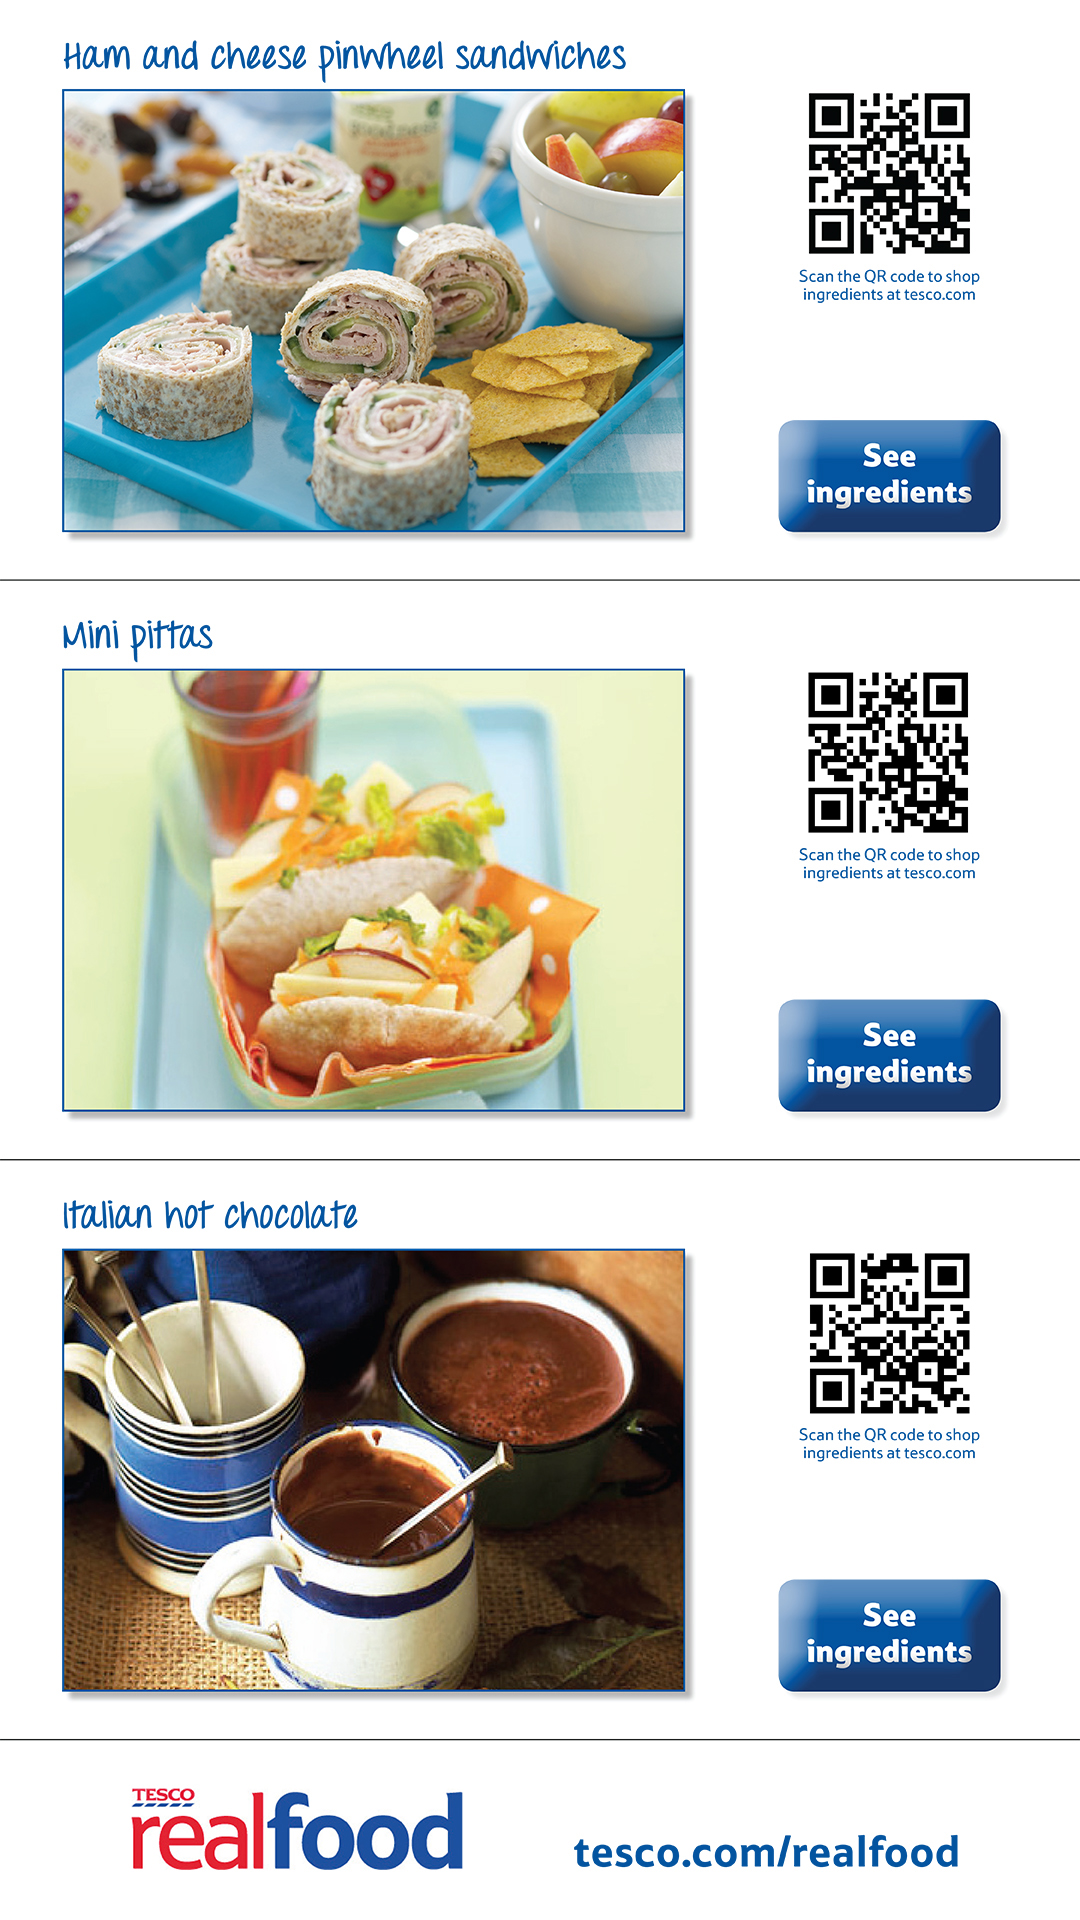 Ham and cheese pinwheel sandwiches
Scan the QR code to shop
ingredients at tesco.com
See
ingredients
Mini pittas
Scan the QR code to shop
ingredients at tesco.com
See
ingredients
Italian hot chocolate
Scan the QR code to shop
ingredients at tesco.com
See
ingredients
TESCO
realfood
tesco.com/realfood